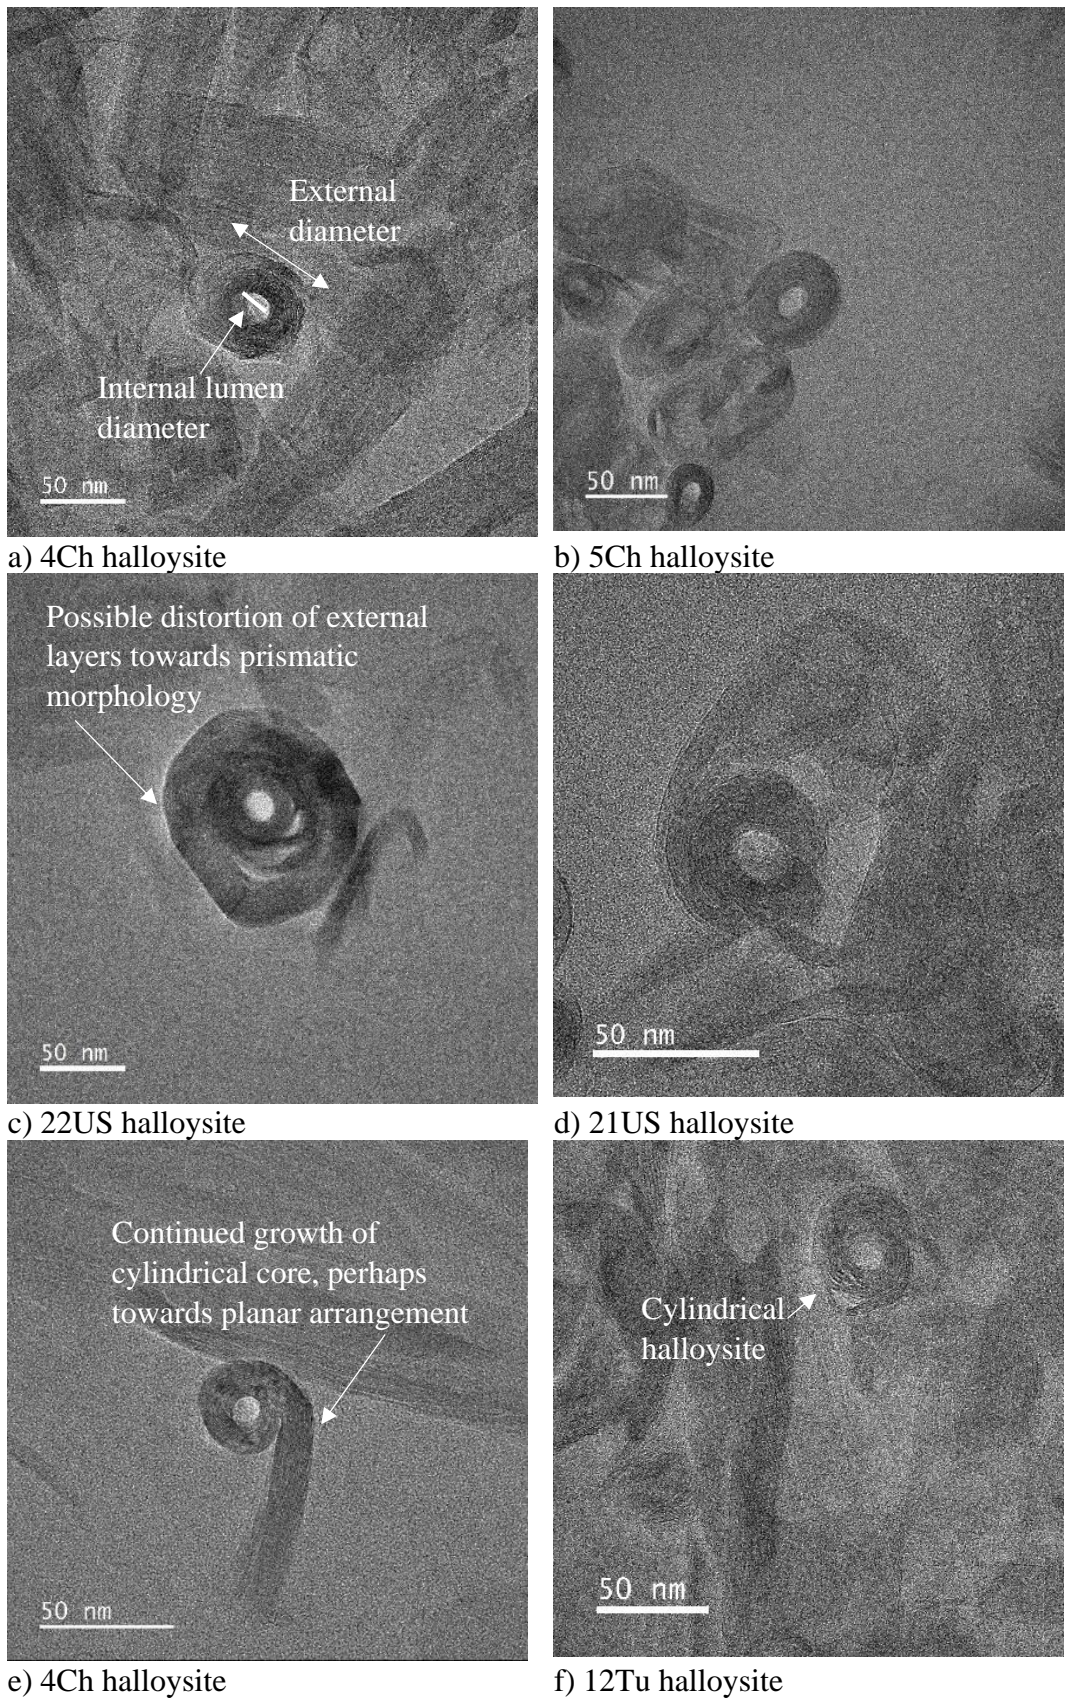 External
diameter
Internal lumen
diameter
50 nm
50 nm
a) 4Ch halloysite
b) 5Ch halloysite
Possible distortion of external
layers towards prismatic
morphology
50 nm
50 nm
c) 22US halloysite
d) 21US halloysite
Continued growth of
cylindrical core, perhaps
towards planar arrangement
Cylindrical
halloysite
50 nm
50 nm
e) 4Ch halloysite
f) 12Tu halloysite